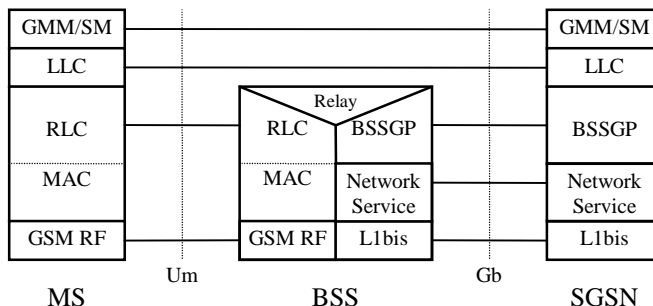 GMM/SM
GMM/SM
LLC
LLC
Relay
RLC
RLC
BSSGP
BSSGP
MAC
MAC
Network
Service
Network
Service
GSM RF
GSM RF
L1bis
L1bis
Um
Gb
MS
BSS
SGSN